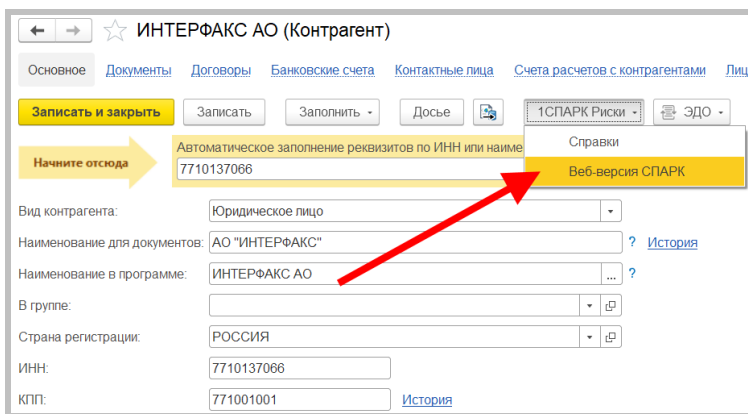 ИНТЕРФАКС АО (Контрагент)
Основное Документы Договоры Банковские счета Контактные лица Счета расчетов с контрагентами Лиц
Записать и закрыть Записать Заполнить Досье 1СПАРК Риски ЭДО
Справки
Веб-версия СПАРК
Начните отсюда
Автоматическое заполнение реквизитов по ИНН или наиме
7710137066
Вид контрагента: Юридическое лицо
Наименование для документов: АО "ИНТЕРФАКС" ? История
Наименование в программе: ИНТЕРФАКС АО ... ?
В группе:
Страна регистрации: РОССИЯ
ИНН: 7710137066
КПП: 771001001 История